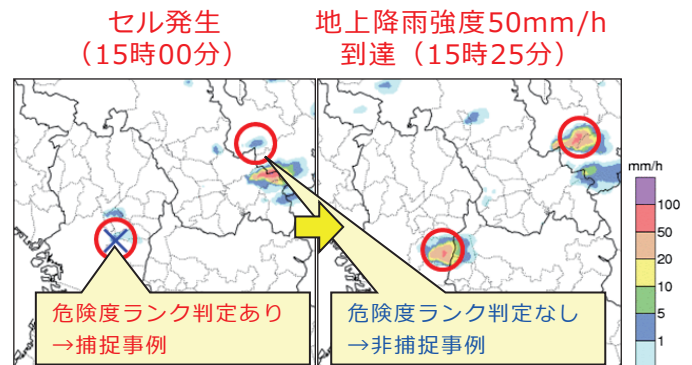 セル発生
（15時00分）
地上降雨強度50mm/h
到達（15時25分）
mm/h
100
50
20
10
5
1
危険度ランク判定あり
→捕捉事例
危険度ランク判定なし
→非捕捉事例